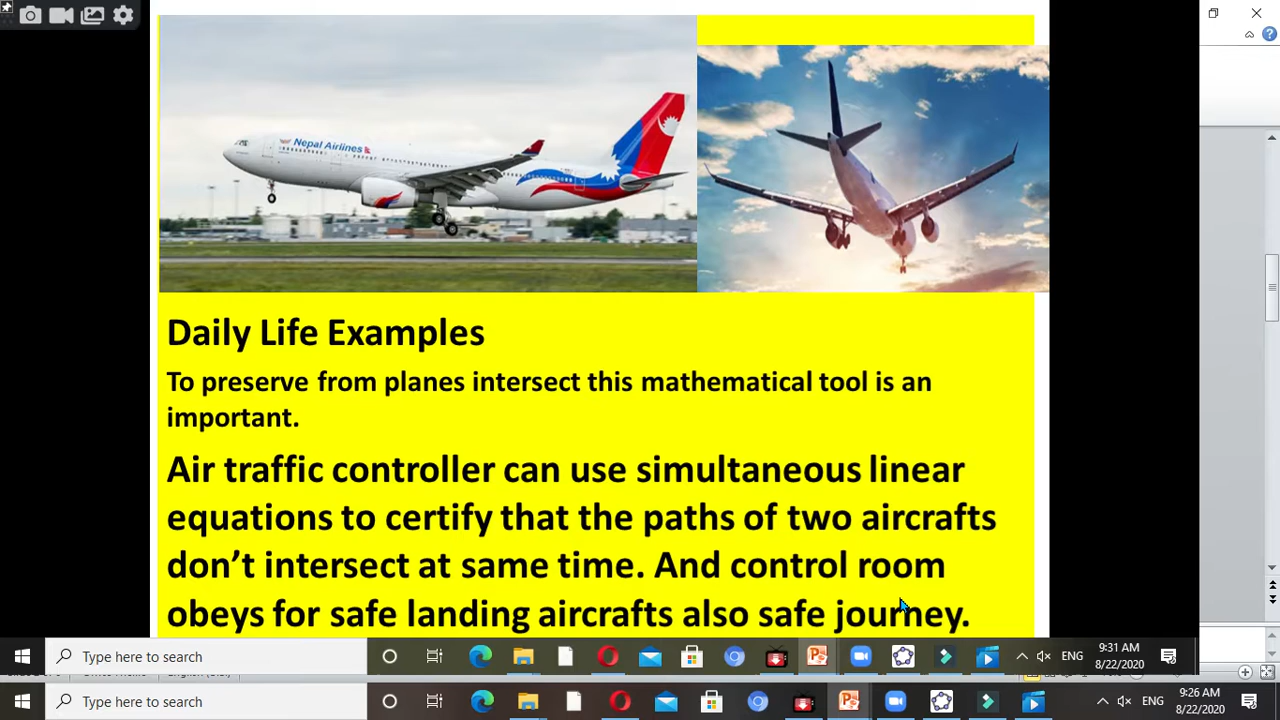 Nepal Airlines
Daily Life Examples
To preserve from planes intersect this mathematical tool is an
important.
Air traffic controller can use simultaneous linear
equations to certify that the paths of two aircrafts
don’t intersect at same time. And control room
obeys for safe landing aircrafts also safe journey.
Type here to search
ENG
9:31 AM
8/22/2020
Type here to search
ENG
9:26 AM
8/22/2020